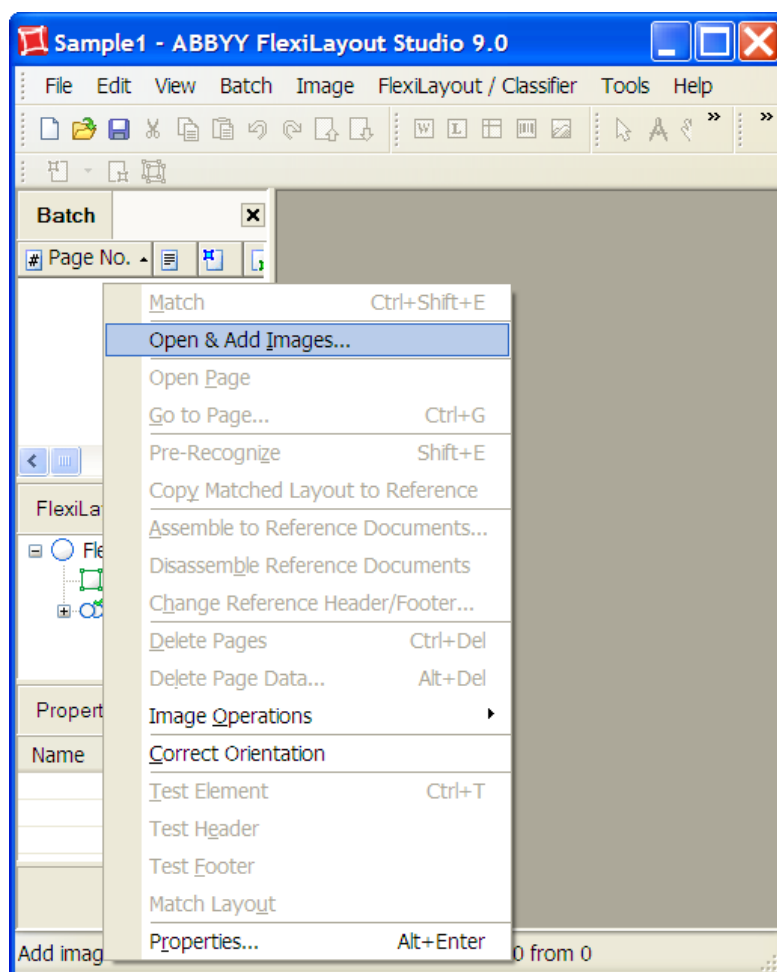 Sample1 - ABBYY FlexiLayout Studio 9.0
File Edit View Batch Image FlexiLayout / Classifier Tools Help
Batch
# Page No.
Match Ctrl+Shift+E
Open & Add Images...
Open Page
Go to Page... Ctrl+G
Pre-Recognize Shift+E
Copy Matched Layout to Reference
FlexiLa
Assemble to Reference Documents...
Fle
Disassemble Reference Documents
Change Reference Header/Footer...
Delete Pages Ctrl+Del
Delete Page Data... Alt+Del
Propert
Image Operations
Name
Correct Orientation
Test Element Ctrl+T
Test Header
Test Footer
Match Layout
Properties... Alt+Enter
Add imag
0 from 0